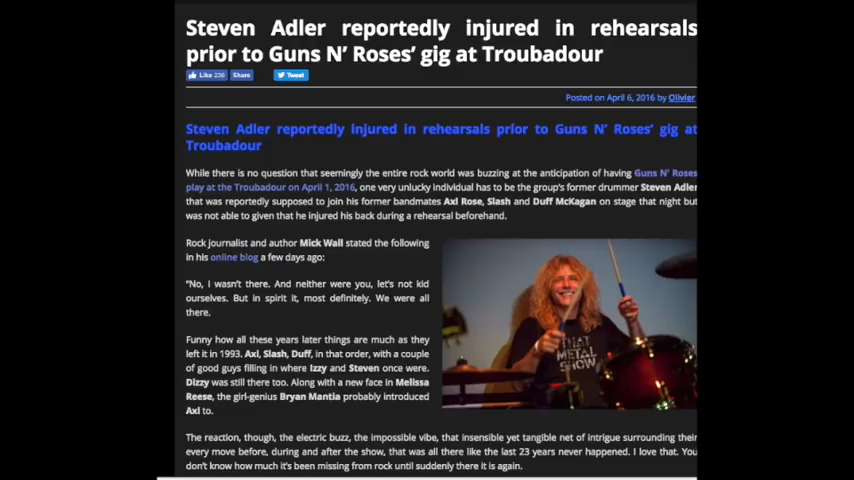 Steven Adler reportedly injured in rehearsals
prior to Guns N' Roses' gig at Troubadour
Like 236 Share Tweet
Posted on April 6, 2016 by Olivier
Steven Adler reportedly injured in rehearsals prior to Guns N' Roses' gig at
Troubadour
While there is no question that seemingly the entire rock world was buzzing at the anticipation of having Guns N' Roses
play at the Troubadour on April 1, 2016, one very unlucky individual has to be the group's former drummer Steven Adler
that was reportedly supposed to join his former bandmates Axl Rose, Slash and Duff McKagan on stage that night but
was not able to given that he injured his back during a rehearsal beforehand.
Rock journalist and author Mick Wall stated the following
in his online blog a few days ago:
"No, I wasn't there. And neither were you, let's not kid
ourselves. But in spirit it, most definitely. We were all
there.
Funny how all these years later things are much as they
left it in 1993. Axl, Slash, Duff, in that order, with a couple
of good guys filling in where Izzy and Steven once were.
Dizzy was still there too. Along with a new face in Melissa
Reese, the girl-genius Bryan Mantia probably introduced
Axl to.
THAT
METAL
SHOW
The reaction, though, the electric buzz, the impossible vibe, that insensible yet tangible net of intrigue surrounding their
every move before, during and after the show, that was all there like the last 23 years never happened. I love that. You
don't know how much it's been missing from rock until suddenly there it is again.